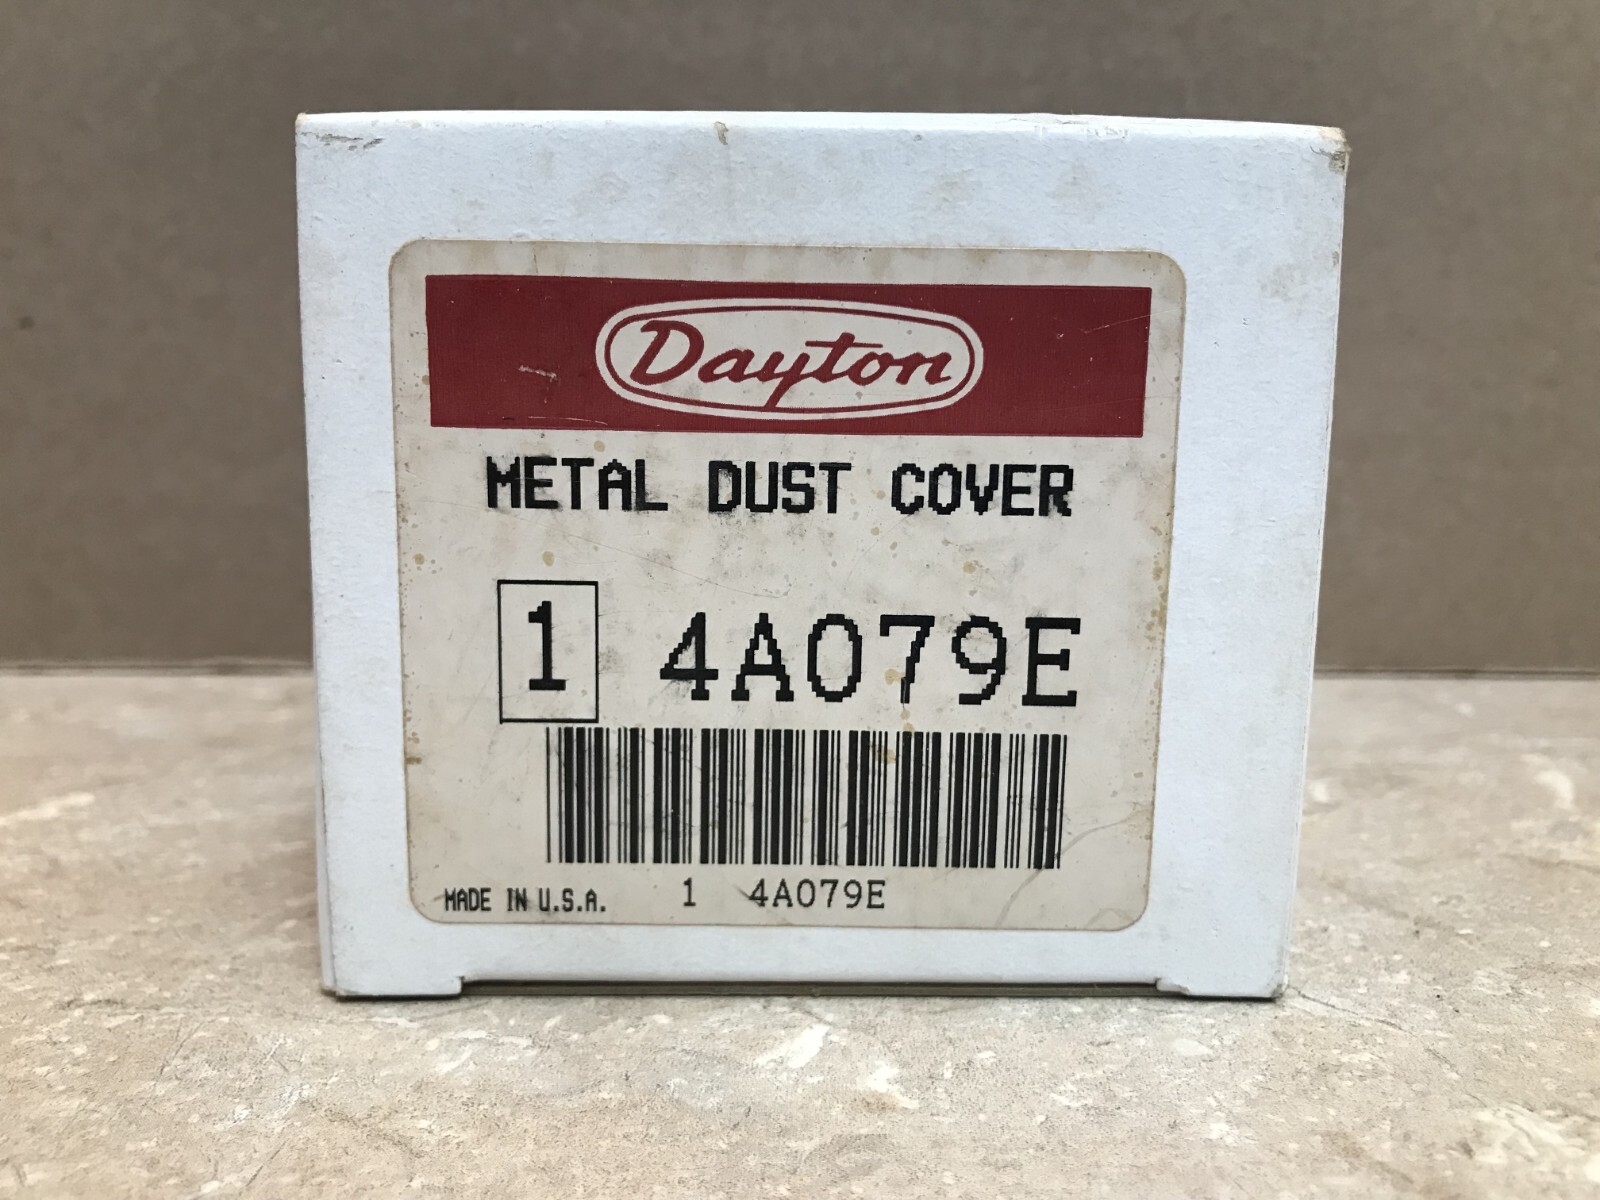 Dayton
METAL DUST COVER
1 4A079E
MADE IN U.S.A. 1 4A079E